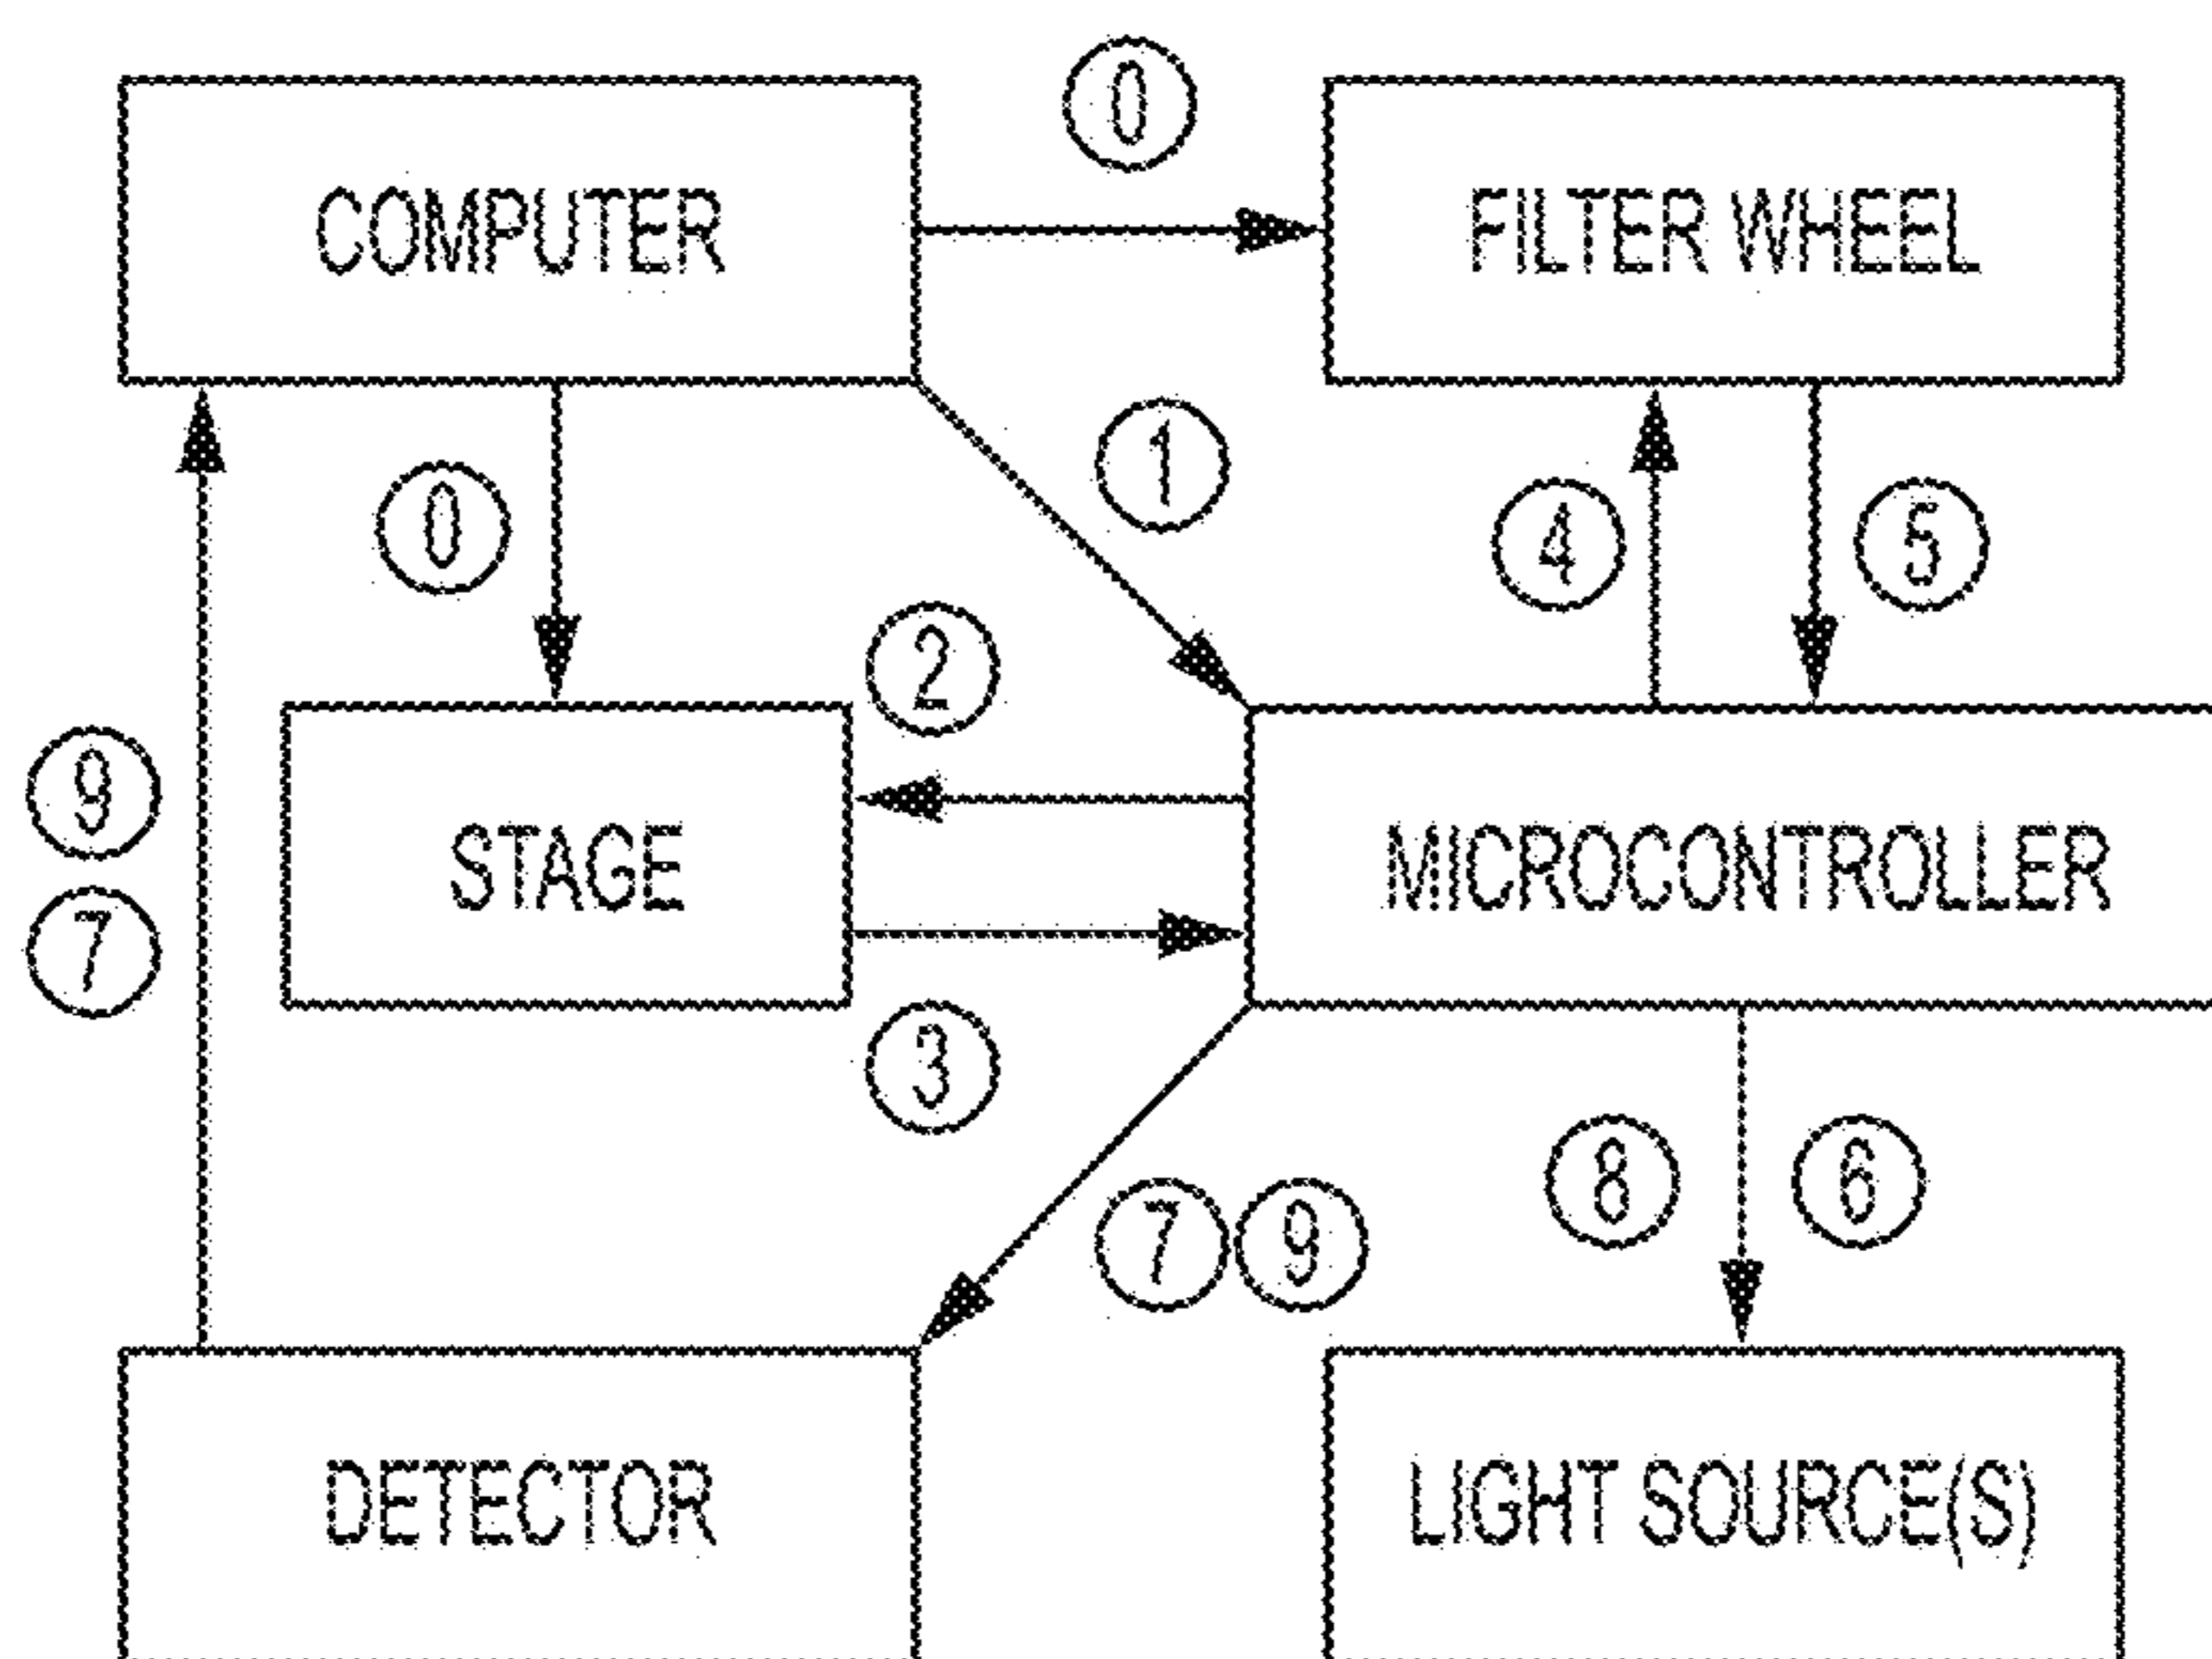 0
COMPUTER
FILTER WHEEL
0
1
4
5
2
9
STAGE
MICROCONTROLLER
7
3
8
6
7 9
DETECTOR
LIGHT SOURCE(S)